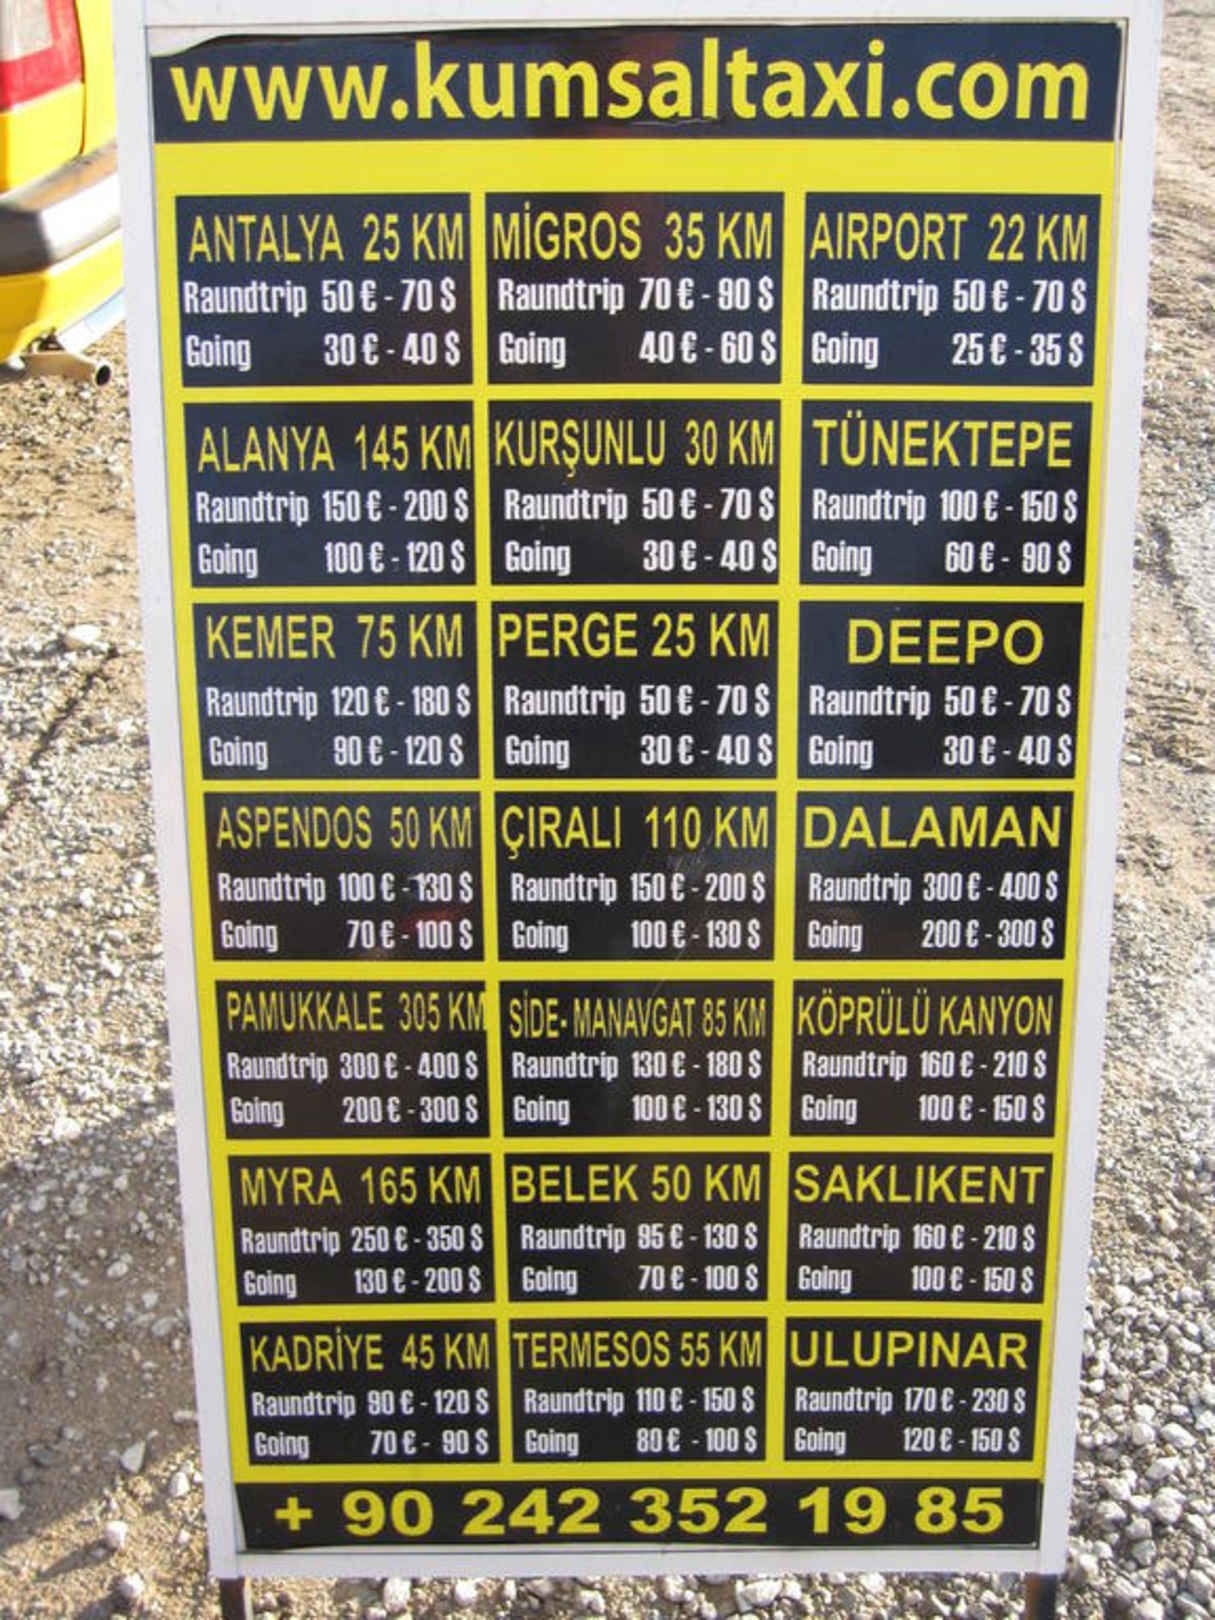 www.kumsaltaxi.com
ANTALYA 25 KM
Raundtrip 50 € - 70 $
Going 30 € - 40 $
MİGROS 35 KM
Raundtrip 70 € - 90 $
Going 40 € - 60 $
AIRPORT 22 KM
Raundtrip 50 € - 70 $
Going 25 € - 35 $
ALANYA 145 KM
Raundtrip 150 € - 200 $
Going 100 € - 120 $
KURŞUNLU 30 KM
Raundtrip 50 € - 70 $
Going 30 € - 40 $
TÜNEKTEPE
Raundtrip 100 € - 150 $
Going 60 € - 90 $
KEMER 75 KM
Raundtrip 120 € - 180 $
Going 90 € - 120 $
PERGE 25 KM
Raundtrip 50 € - 70 $
Going 30 € - 40 $
DEEPO
Raundtrip 50 € - 70 $
Going 30 € - 40 $
ASPENDOS 50 KM
Raundtrip 100 € - 130 $
Going 70 € - 100 $
ÇIRALI 110 KM
Raundtrip 150 € - 200 $
Going 100 € - 130 $
DALAMAN
Raundtrip 300 € - 400 $
Going 200 € - 300 $
PAMUKKALE 305 KM
Raundtrip 300 € - 400 $
Going 200 € - 300 $
SİDE- MANAVGAT 85 KM
Raundtrip 130 € - 180 $
Going 100 € - 130 $
KÖPRÜLÜ KANYON
Raundtrip 160 € - 210 $
Going 100 € - 150 $
MYRA 165 KM
Raundtrip 250 € - 350 $
Going 130 € - 200 $
BELEK 50 KM
Raundtrip 95 € - 130 $
Going 70 € - 100 $
SAKLIKENT
Raundtrip 160 € - 210 $
Going 100 € - 150 $
KADRİYE 45 KM
Raundtrip 90 € - 120 $
Going 70 € - 90 $
TERMESOS 55 KM
Raundtrip 110 € - 150 $
Going 80 € - 100 $
ULUPINAR
Raundtrip 170 € - 230 $
Going 120 € - 150 $
+ 90 242 352 19 85